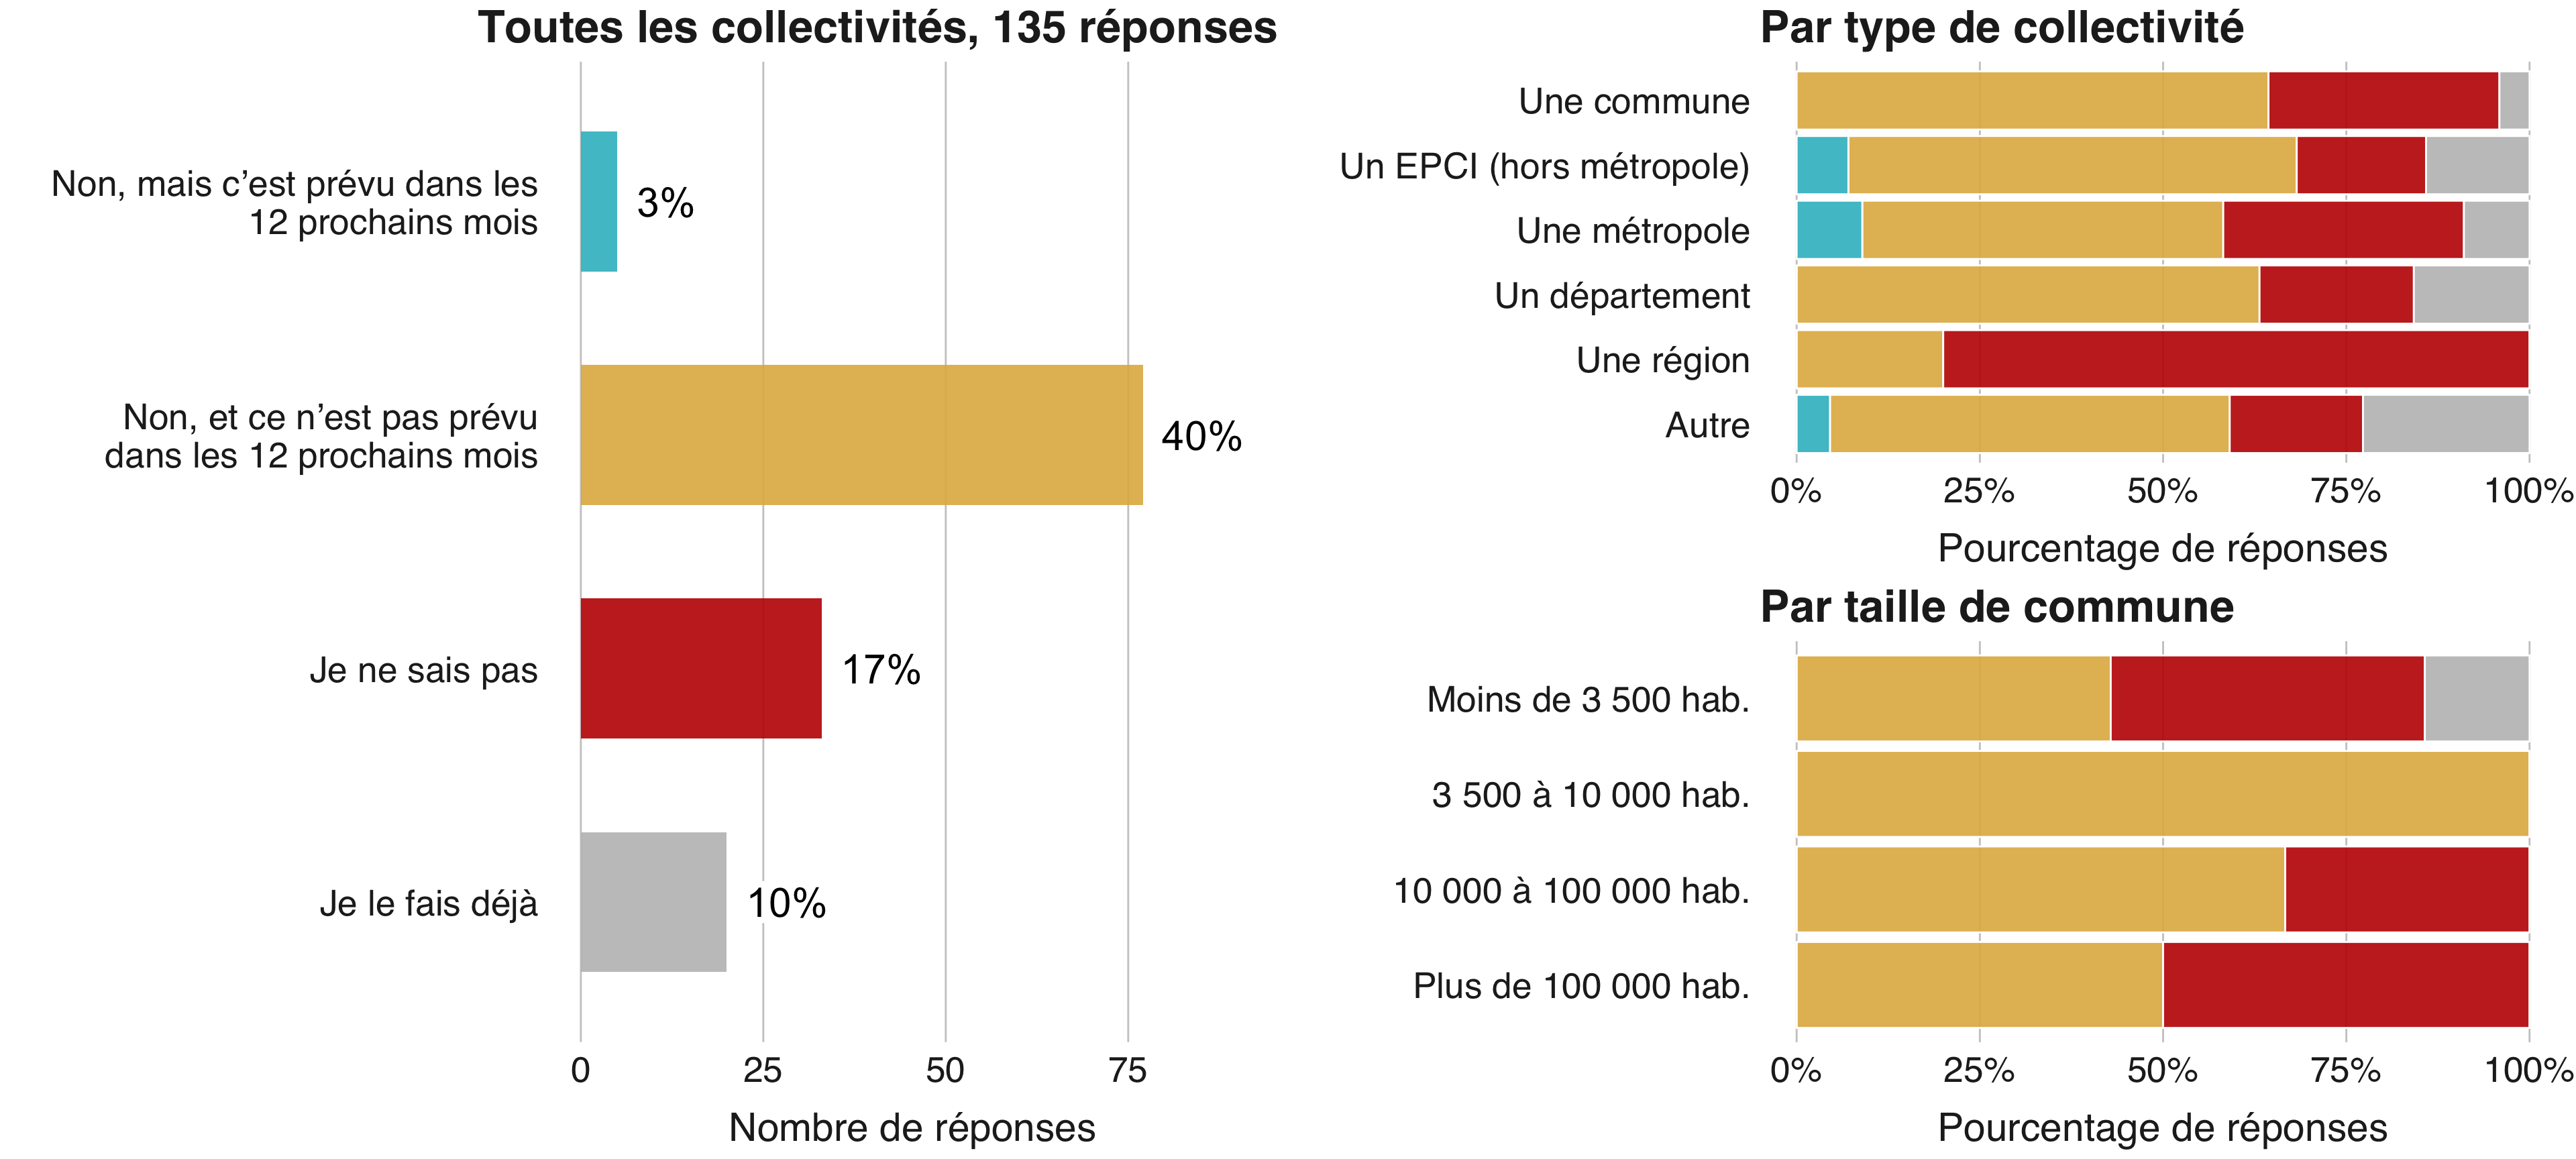 Toutes les collectivités, 135 réponses
Non, mais c’est prévu dans les
12 prochains mois
3%
Non, et ce n’est pas prévu
dans les 12 prochains mois
40%
Je ne sais pas
17%
Je le fais déjà
10%
0 25 50 75
Nombre de réponses
Par type de collectivité
Une commune
Un EPCI (hors métropole)
Une métropole
Un département
Une région
Autre
0% 25% 50% 75% 100%
Pourcentage de réponses
Par taille de commune
Moins de 3 500 hab.
3 500 à 10 000 hab.
10 000 à 100 000 hab.
Plus de 100 000 hab.
0% 25% 50% 75% 100%
Pourcentage de réponses